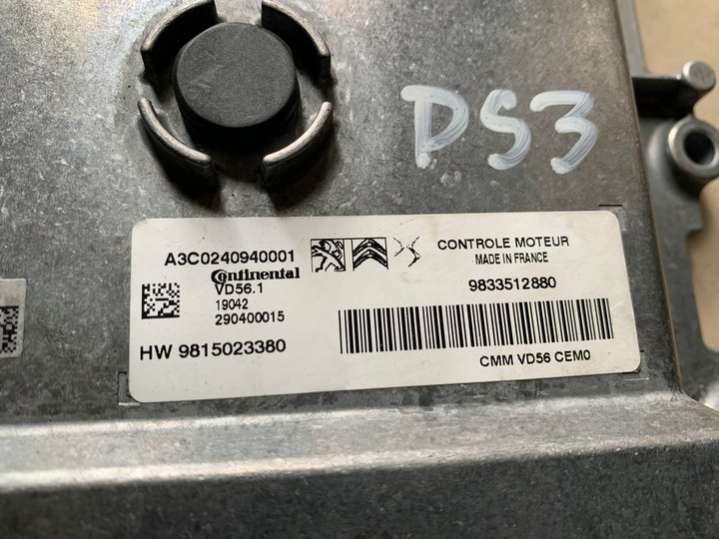 DS3
A3C0240940001
Continental
VD56.1
19042
290400015
HW 9815023380
CONTROLE MOTEUR
MADE IN FRANCE
9833512880
CMM VD56 CEM0